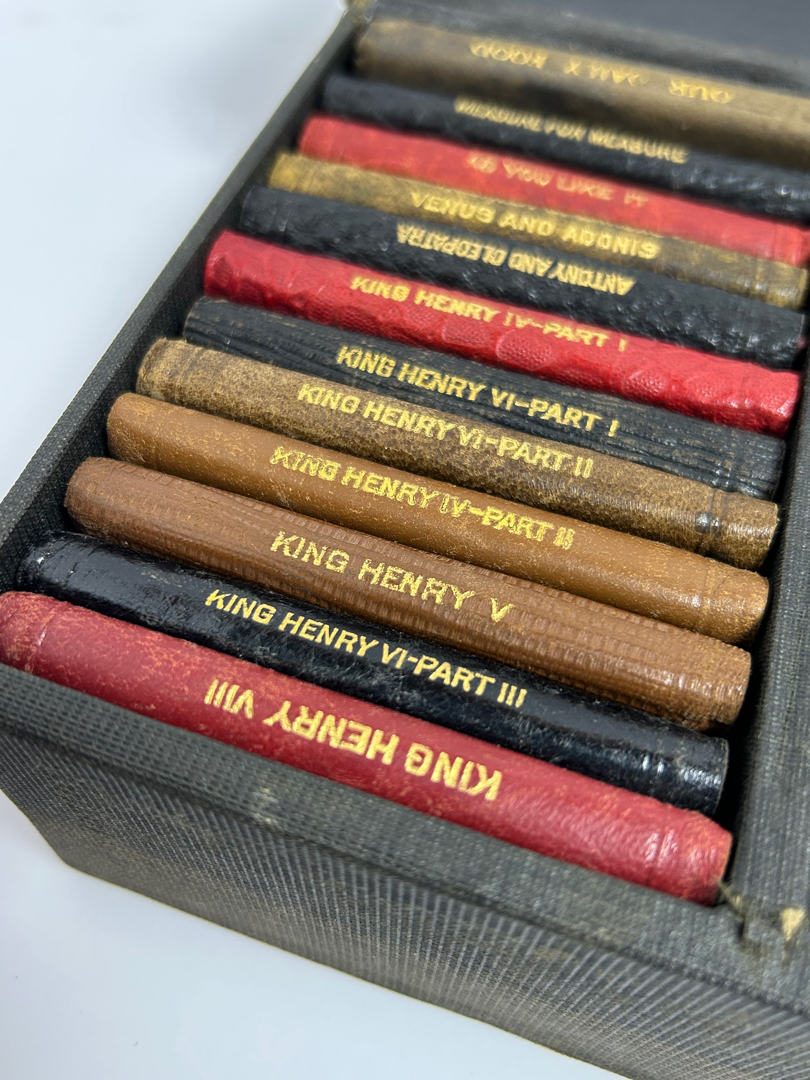 MEASURE FOR MEASURE
AS YOU LIKE IT
VENUS AND ADONIS
ANTONY AND CLEOPATRA
KING HENRY IV-PART I
KING HENRY VI-PART I
KING HENRY VI-PART II
KING HENRY IV-PART II
KING HENRY V
KING HENRY VI-PART III
KING HENRY VIII